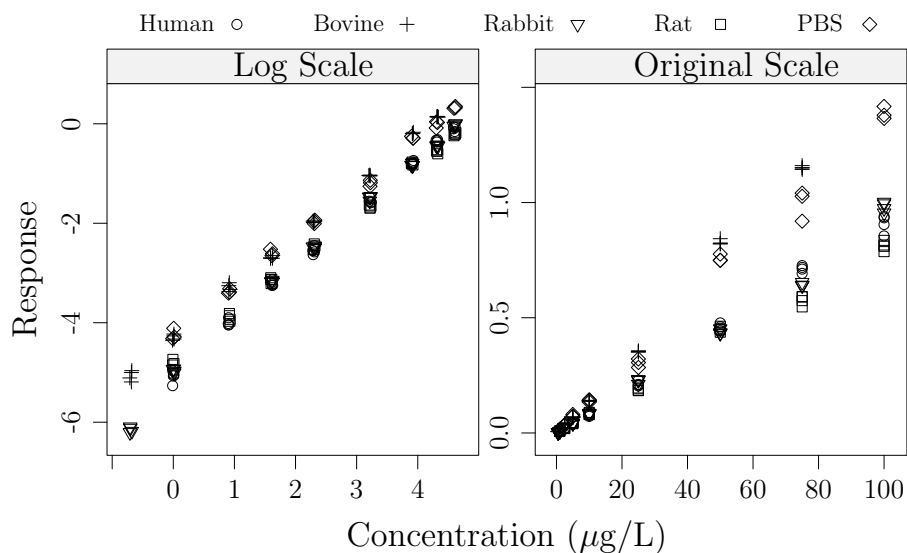 Human Bovine Rabbit Rat PBS
Log Scale
Original Scale
Response
0
-2
-4
-6
0 1 2 3 4
1.0
0.5
0.0
0 20 40 60 80 100
Concentration (μg/L)